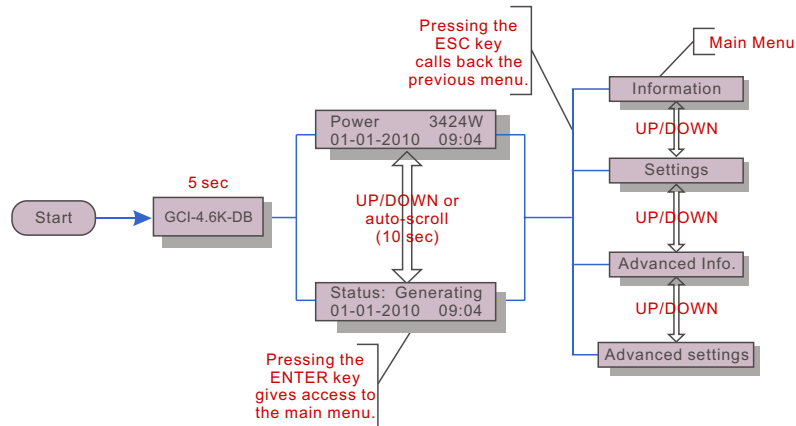 Pressing the
ESC key
calls back the
previous menu.
Main Menu
Information
Power 3424W
01-01-2010 09:04
UP/DOWN
Settings
5 sec
UP/DOWN or
auto-scroll
(10 sec)
Start
GCI-4.6K-DB
UP/DOWN
Advanced Info.
Status: Generating
01-01-2010 09:04
UP/DOWN
Advanced settings
Pressing the
ENTER key
gives access to
the main menu.